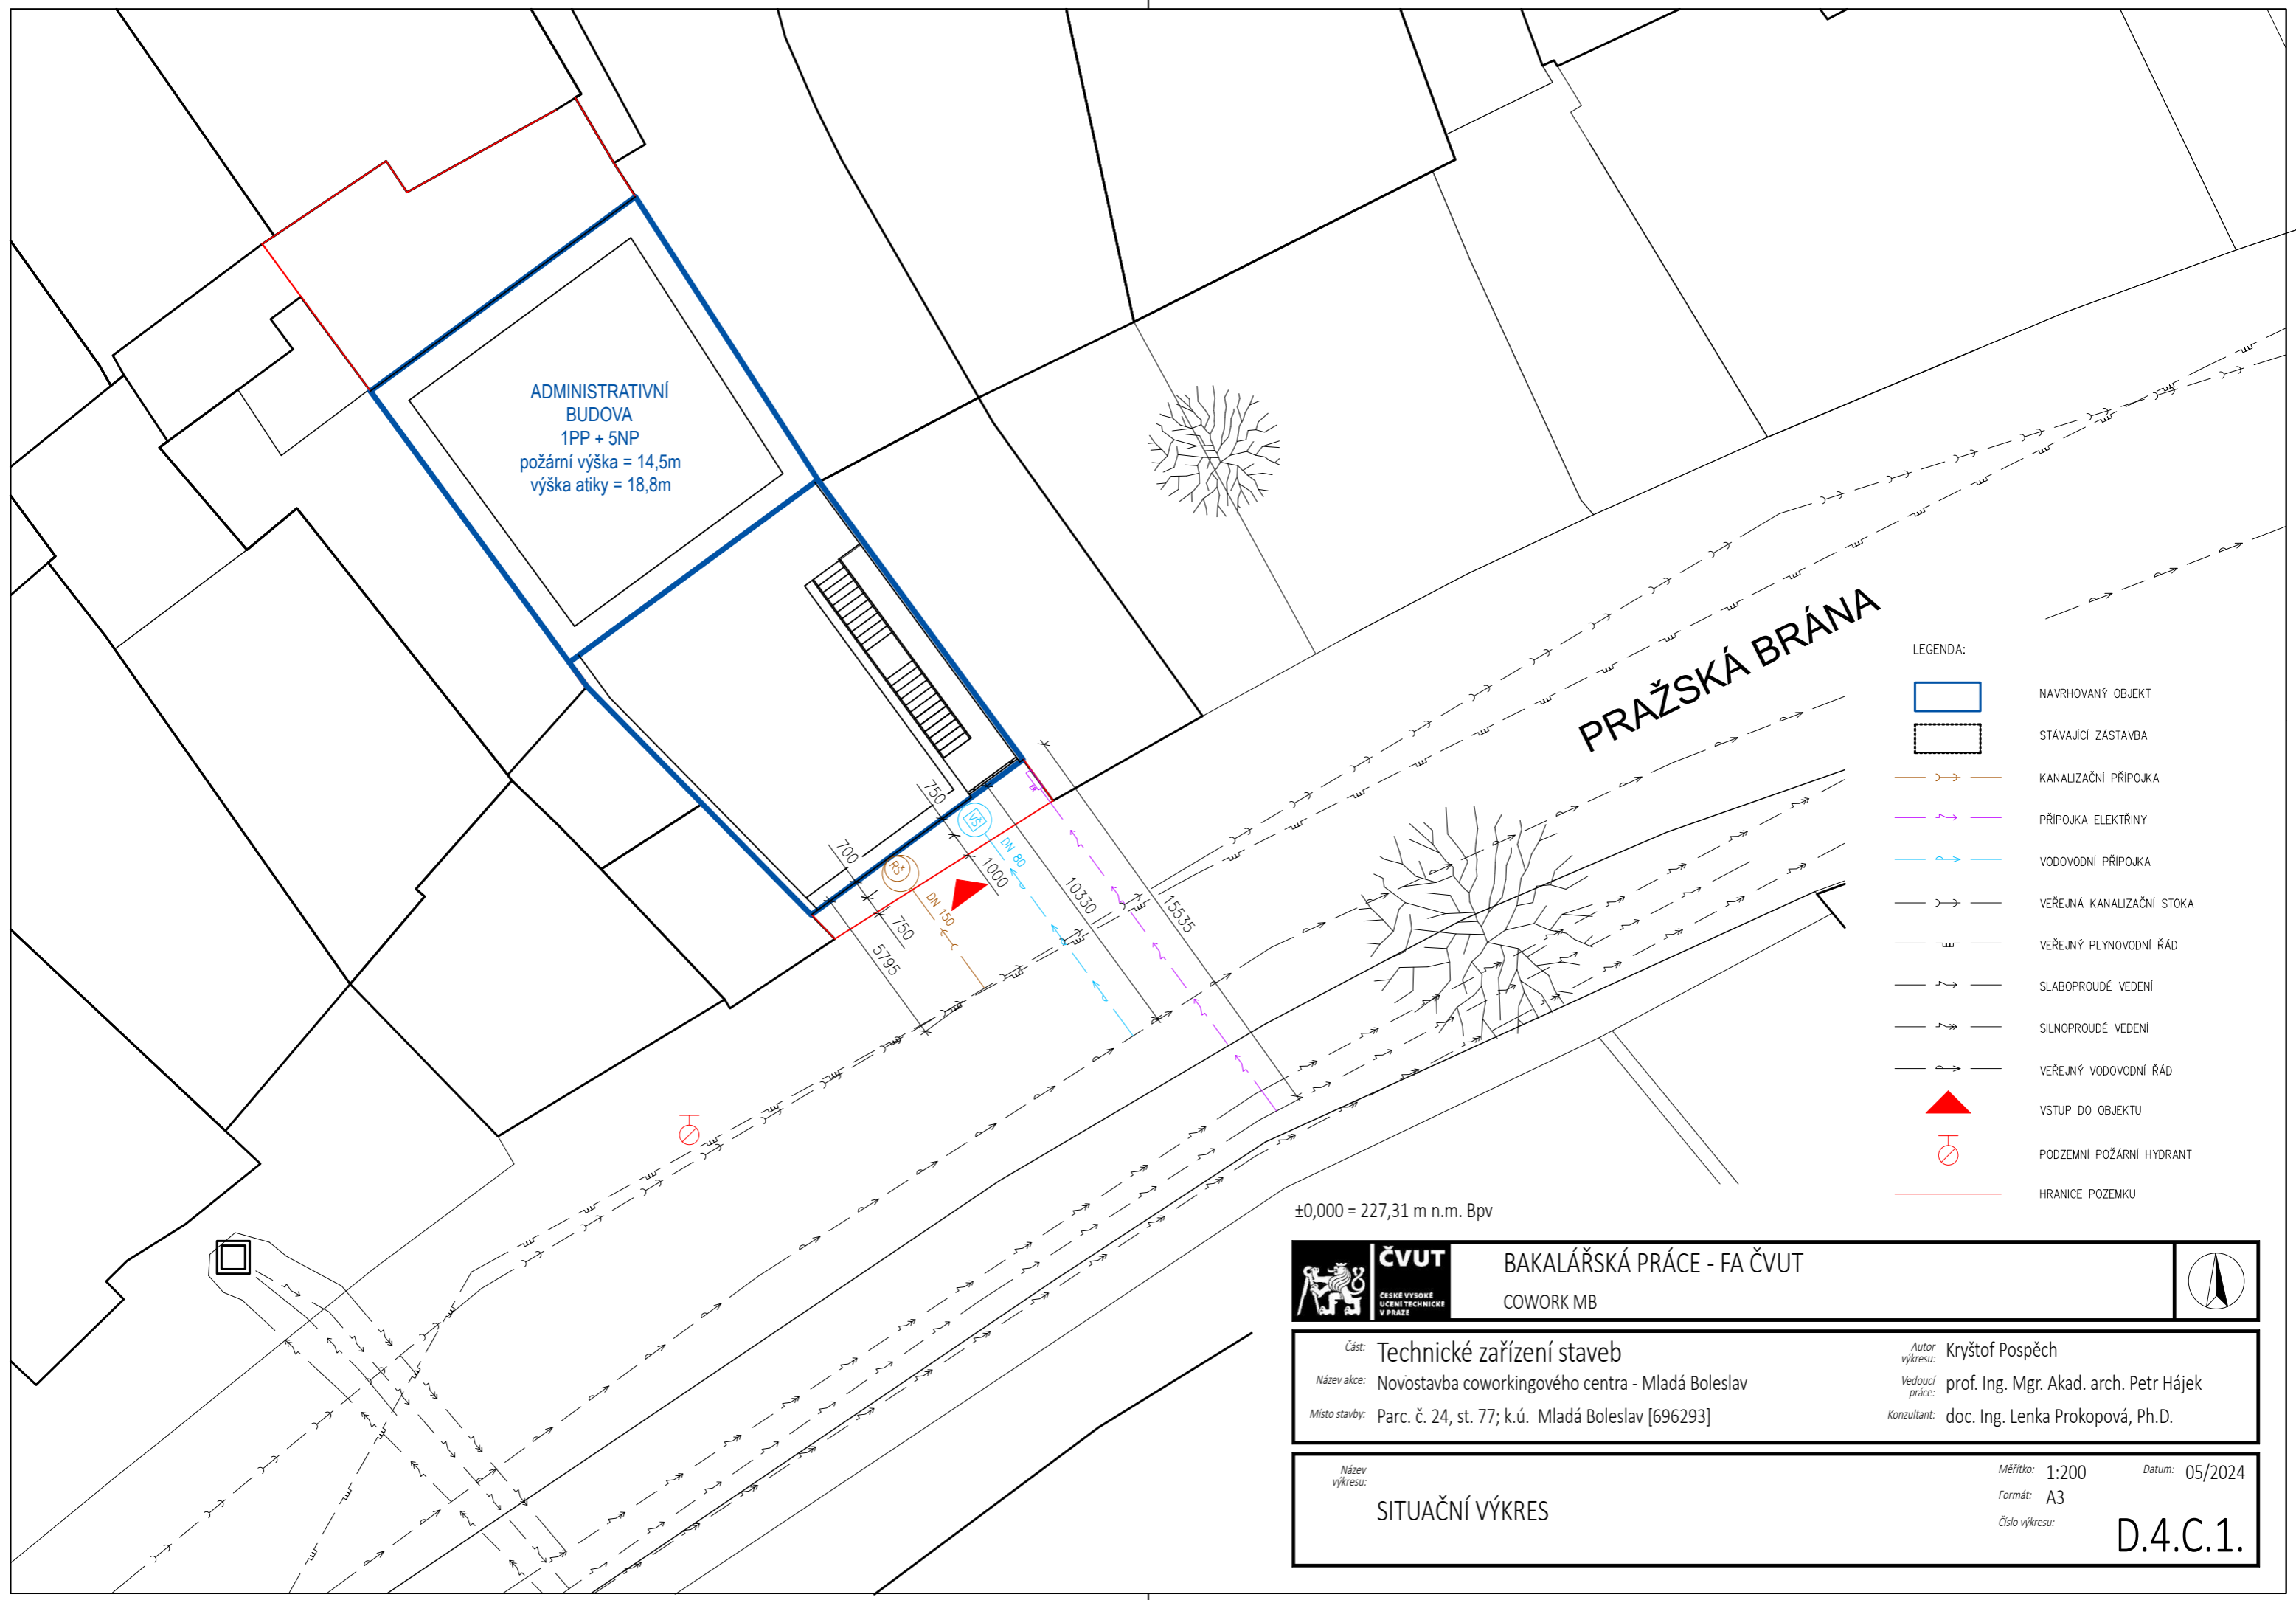 ADMINISTRATIVNÍ
BUDOVA
1PP + 5NP
požární výška = 14,5m
výška atiky = 18,8m
PRAŽSKÁ BRÁNA
750
700
VŠ
RŠ
DN 80
DN 150
1000
750
5795
10330
15535
LEGENDA:
NAVRHOVANÝ OBJEKT
STÁVAJÍCÍ ZÁSTAVBA
KANALIZAČNÍ PŘÍPOJKA
PŘÍPOJKA ELEKTŘINY
VODOVODNÍ PŘÍPOJKA
VEŘEJNÁ KANALIZAČNÍ STOKA
VEŘEJNÝ PLYNOVODNÍ ŘÁD
SLABOPROUDÉ VEDENÍ
SILNOPROUDÉ VEDENÍ
VEŘEJNÝ VODOVODNÍ ŘÁD
VSTUP DO OBJEKTU
PODZEMNÍ POŽÁRNÍ HYDRANT
HRANICE POZEMKU
±0,000 = 227,31 m n.m. Bpv
ČVUT
ČESKÉ VYSOKÉ
UČENÍ TECHNICKÉ
V PRAZE
BAKALÁŘSKÁ PRÁCE - FA ČVUT
COWORK MB
Část: Technické zařízení staveb
Název akce: Novostavba coworkingového centra - Mladá Boleslav
Místo stavby: Parc. č. 24, st. 77; k.ú. Mladá Boleslav [696293]
Autor výkresu: Kryštof Pospěch
Vedoucí práce: prof. Ing. Mgr. Akad. arch. Petr Hájek
Konzultant: doc. Ing. Lenka Prokopová, Ph.D.
Název výkresu:
SITUAČNÍ VÝKRES
Měřítko: 1:200
Datum: 05/2024
Formát: A3
Číslo výkresu:
D.4.C.1.